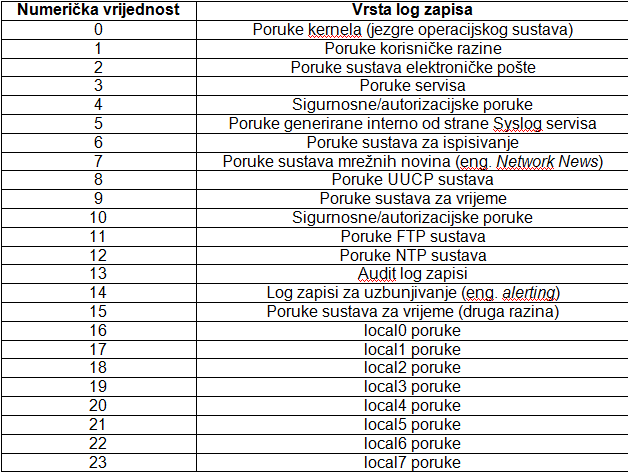 Numerička vrijednost Vrsta log zapisa
0 Poruke kernela (jezgre operacijskog sustava)
1 Poruke korisničke razine
2 Poruke sustava elektroničke pošte
3 Poruke servisa
4 Sigurnosne/autorizacijske poruke
5 Poruke generirane interno od strane Syslog servisa
6 Poruke sustava za ispisivanje
7 Poruke sustava mrežnih novina (eng. Network News)
8 Poruke UUCP sustava
9 Poruke sustava za vrijeme
10 Sigurnosne/autorizacijske poruke
11 Poruke FTP sustava
12 Poruke NTP sustava
13 Audit log zapisi
14 Log zapisi za uzbunjivanje (eng. alerting)
15 Poruke sustava za vrijeme (druga razina)
16 local0 poruke
17 local1 poruke
18 local2 poruke
19 local3 poruke
20 local4 poruke
21 local5 poruke
22 local6 poruke
23 local7 poruke